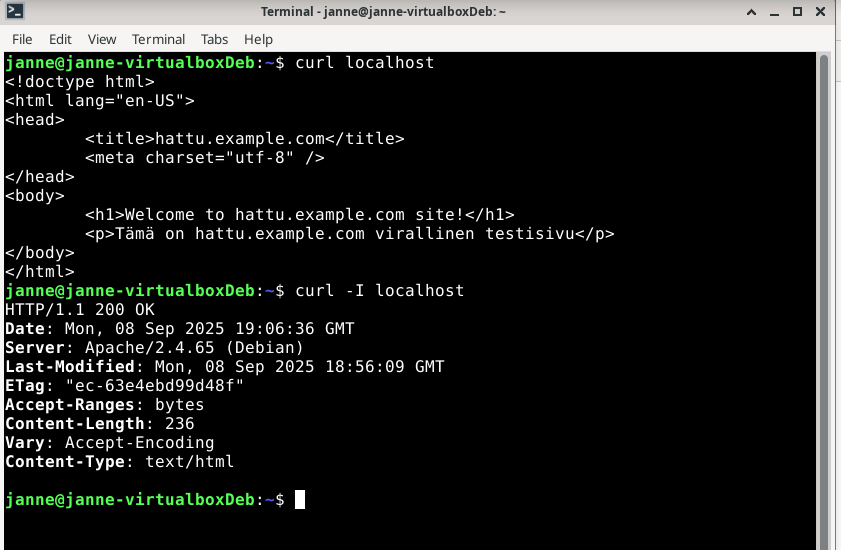 Terminal - janne@janne-virtualboxDeb: ~
File Edit View Terminal Tabs Help
janne@janne-virtualboxDeb:~$ curl localhost
<!doctype html>
<html lang="en-US">
<head>
        <title>hattu.example.com</title>
        <meta charset="utf-8" />
</head>
<body>
        <h1>Welcome to hattu.example.com site!</h1>
        <p>Tämä on hattu.example.com virallinen testisivu</p>
</body>
</html>
janne@janne-virtualboxDeb:~$ curl -I localhost
HTTP/1.1 200 OK
Date: Mon, 08 Sep 2025 19:06:36 GMT
Server: Apache/2.4.65 (Debian)
Last-Modified: Mon, 08 Sep 2025 18:56:09 GMT
ETag: "ec-63e4ebd99d48f"
Accept-Ranges: bytes
Content-Length: 236
Vary: Accept-Encoding
Content-Type: text/html

janne@janne-virtualboxDeb:~$